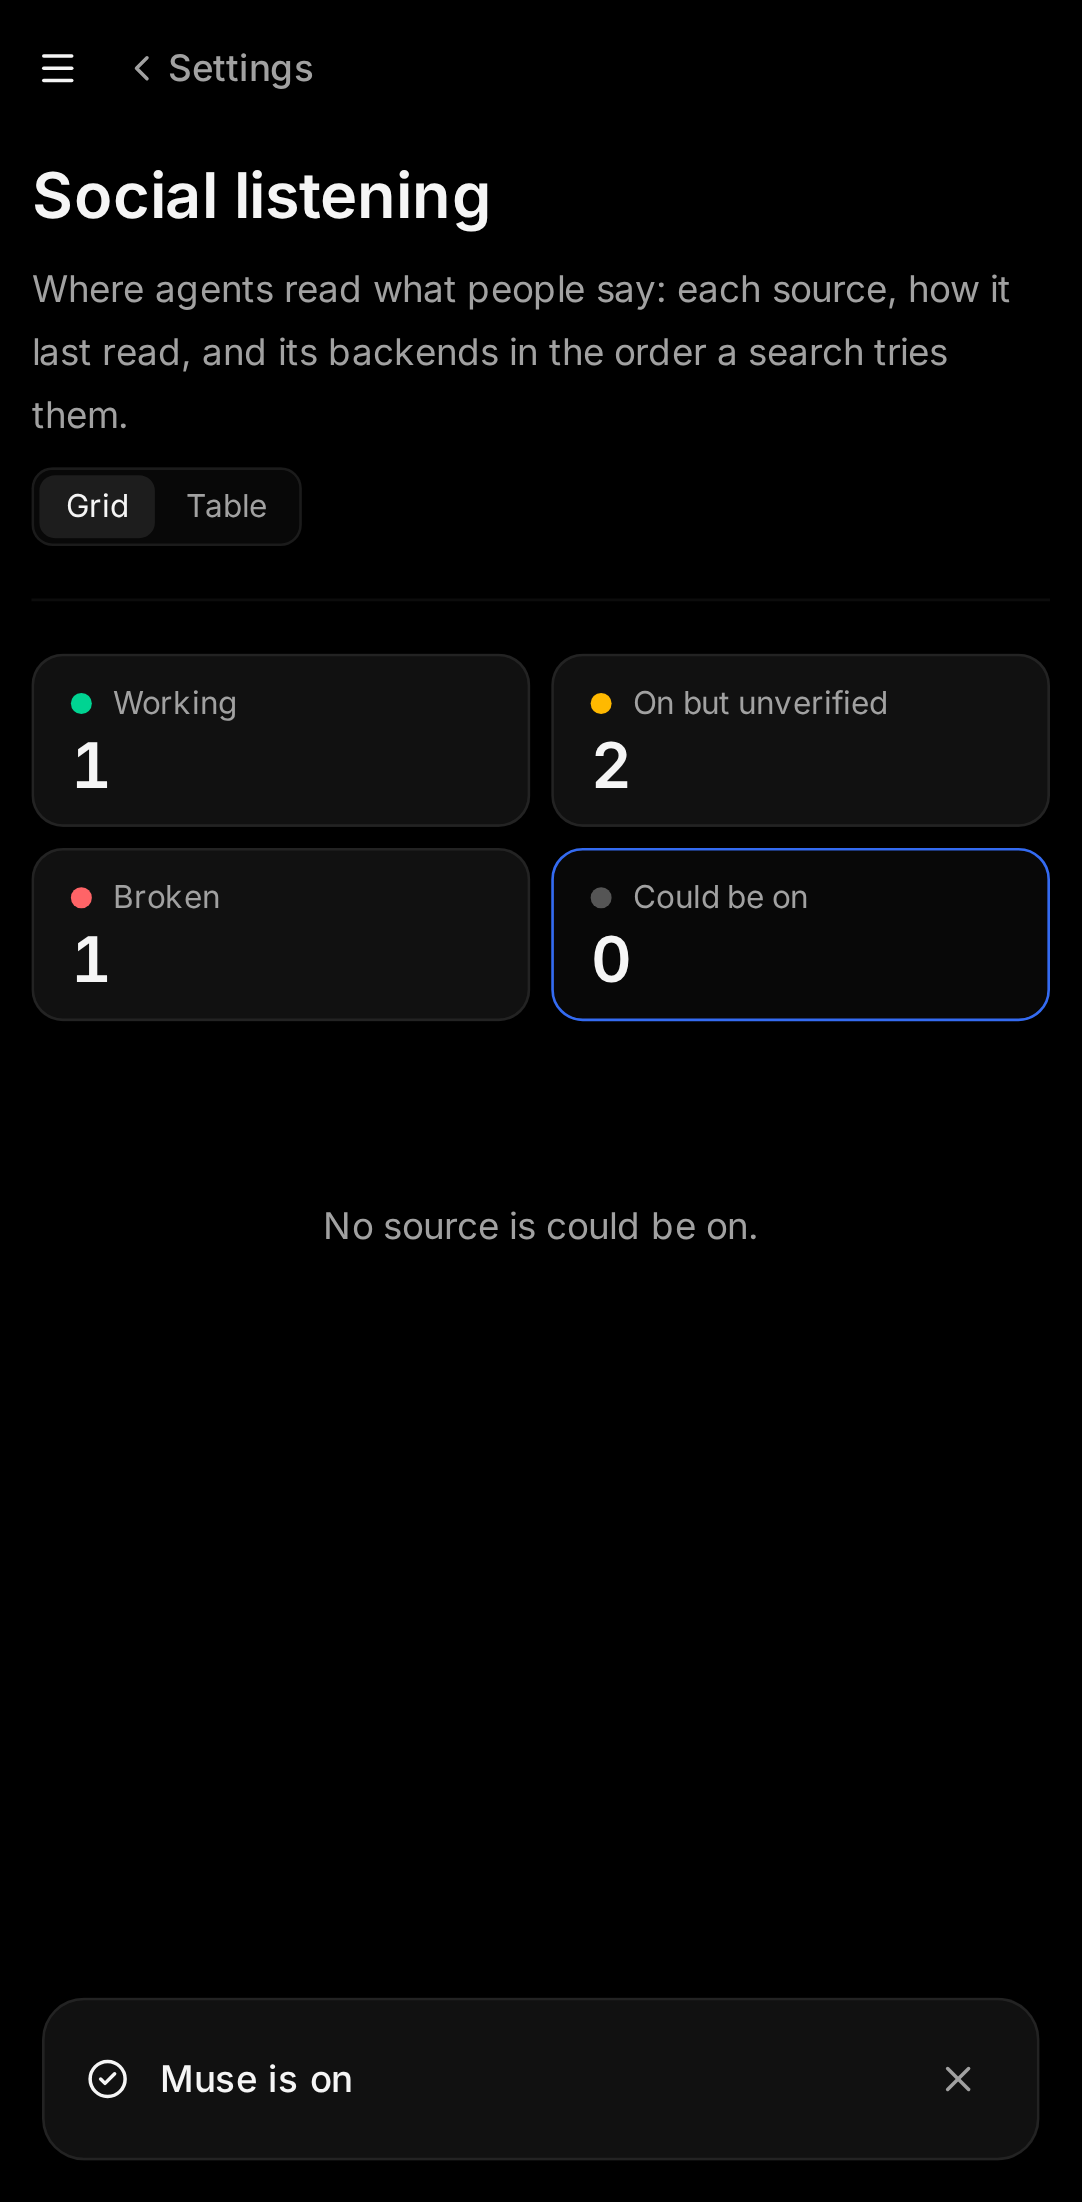 Settings
Social listening
Where agents read what people say: each source, how it
last read, and its backends in the order a search tries
them.
Grid Table
Working
1
On but unverified
2
Broken
1
Could be on
0
No source is could be on.
Muse is on